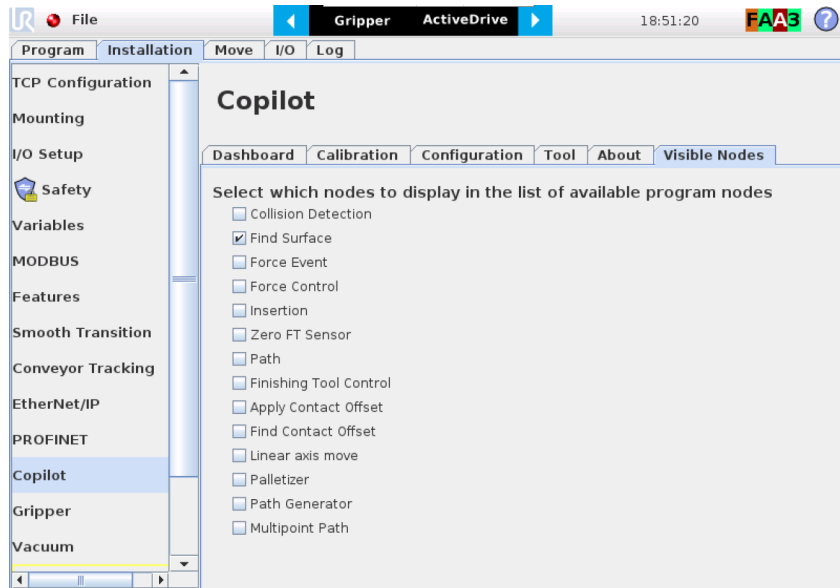 UR File Gripper ActiveDrive 18:51:20 FAA3 ?
Program Installation Move I/O Log
TCP Configuration
Mounting
I/O Setup
Safety
Variables
MODBUS
Features
Smooth Transition
Conveyor Tracking
EtherNet/IP
PROFINET
Copilot
Gripper
Vacuum
Copilot
Dashboard Calibration Configuration Tool About Visible Nodes
Select which nodes to display in the list of available program nodes
Collision Detection
Find Surface
Force Event
Force Control
Insertion
Zero FT Sensor
Path
Finishing Tool Control
Apply Contact Offset
Find Contact Offset
Linear axis move
Palletizer
Path Generator
Multipoint Path